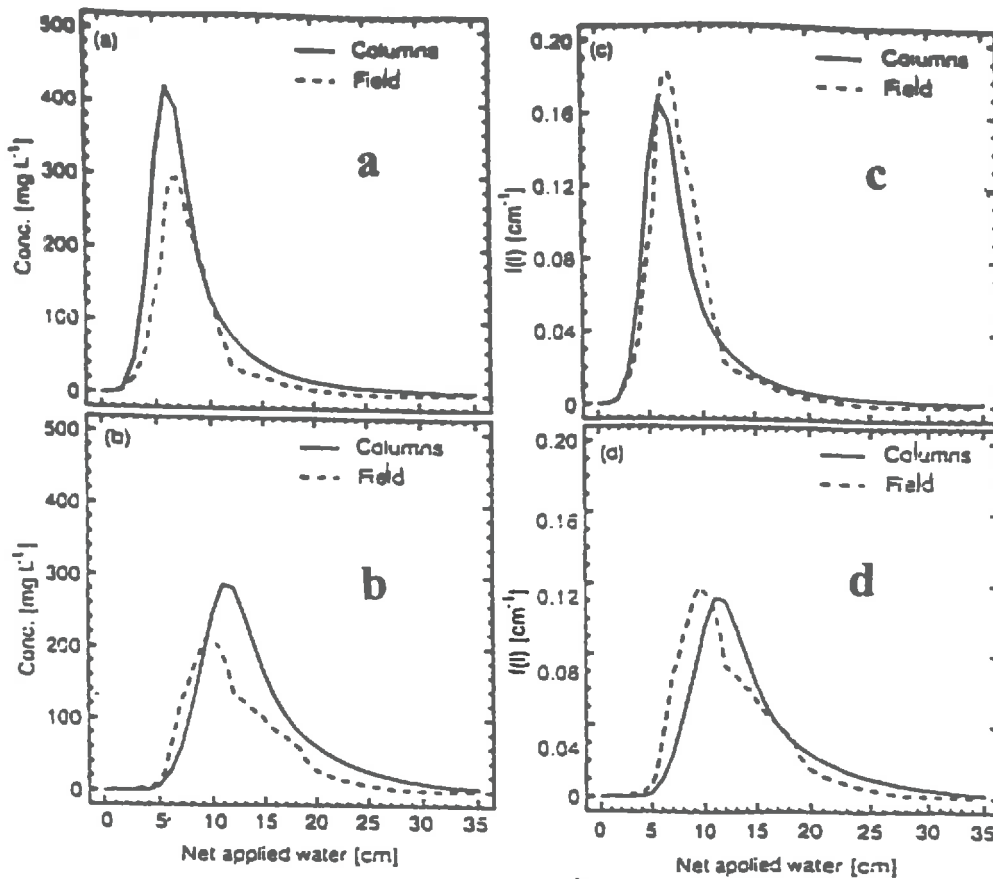 (a)
Columns
Field
a
500
400
300
200
100
0
Conc. [mg L⁻¹]
(c)
Columns
Field
c
0.20
0.16
0.12
0.08
0.04
0
f(l) [cm⁻¹]
(b)
Columns
Field
b
500
400
300
200
100
0
Conc. [mg L⁻¹]
0 5 10 15 20 25 30 35
Net applied water [cm]
(d)
Columns
Field
d
0.20
0.16
0.12
0.08
0.04
0
f(l) [cm⁻¹]
0 5 10 15 20 25 30 35
Net applied water [cm]